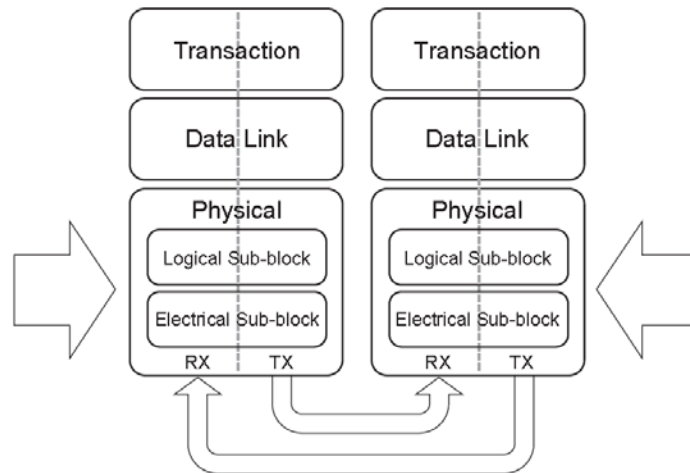 Transaction
Transaction
Data Link
Data Link
Physical
Physical
Logical Sub-block
Logical Sub-block
Electrical Sub-block
Electrical Sub-block
RX TX
RX TX